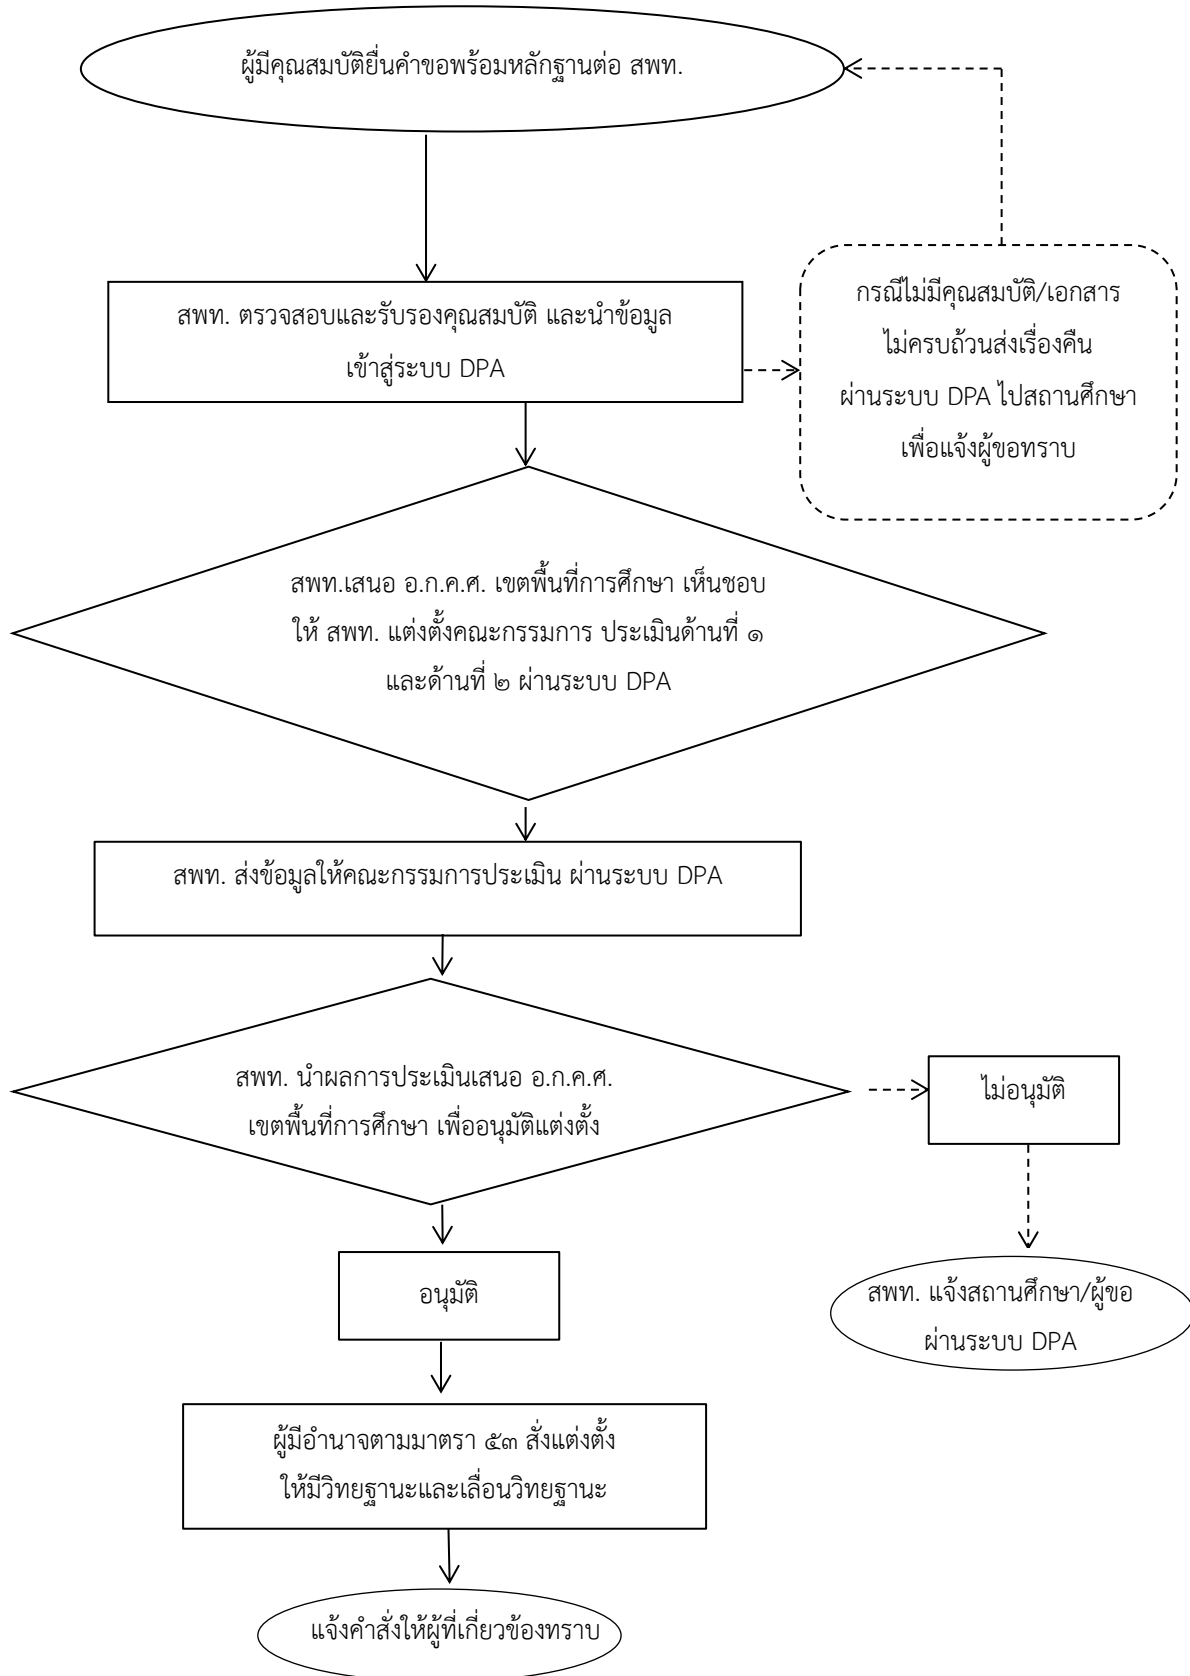 ผู้มีคุณสมบัติยื่นคำขอพร้อมหลักฐานต่อ สพท.
กรณีไม่มีคุณสมบัติ/เอกสาร
ไม่ครบถ้วนส่งเรื่องคืน
ผ่านระบบ DPA ไปสถานศึกษา
เพื่อแจ้งผู้ขอทราบ
สพท. ตรวจสอบและรับรองคุณสมบัติ และนำข้อมูล
เข้าสู่ระบบ DPA
สพท.เสนอ อ.ก.ค.ศ. เขตพื้นที่การศึกษา เห็นชอบ
ให้ สพท. แต่งตั้งคณะกรรมการ ประเมินด้านที่ ๑
และด้านที่ ๒ ผ่านระบบ DPA
สพท. ส่งข้อมูลให้คณะกรรมการประเมิน ผ่านระบบ DPA
สพท. นำผลการประเมินเสนอ อ.ก.ค.ศ.
เขตพื้นที่การศึกษา เพื่ออนุมัติแต่งตั้ง
ไม่อนุมัติ
อนุมัติ
สพท. แจ้งสถานศึกษา/ผู้ขอ
ผ่านระบบ DPA
ผู้มีอำนาจตามมาตรา ๕๓ สั่งแต่งตั้ง
ให้มีวิทยฐานะและเลื่อนวิทยฐานะ
แจ้งคำสั่งให้ผู้ที่เกี่ยวข้องทราบ